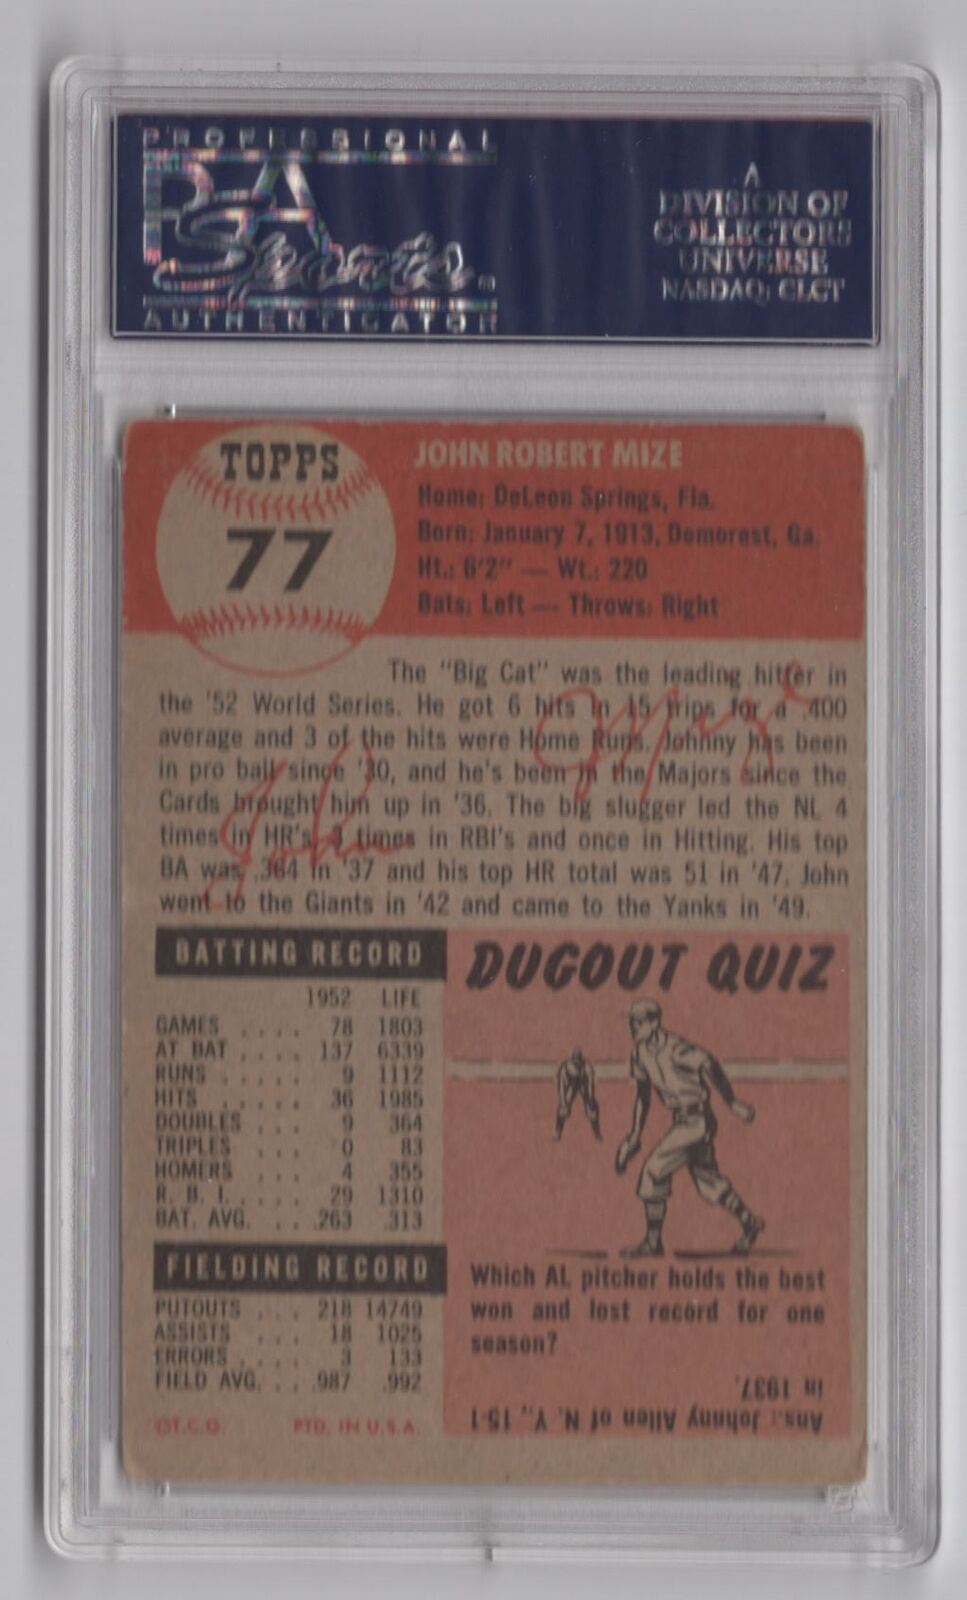 PROFESSIONAL
PSA
Sports
AUTHENTICATOR
A
DIVISION OF
COLLECTORS
UNIVERSE
NASDAQ: CLCT
TOPPS
77
JOHN ROBERT MIZE
Home: DeLeon Springs, Fla.
Born: January 7, 1913, Demorest, Ga.
Ht.: 6'2" — Wt.: 220
Bats: Left — Throws: Right
The "Big Cat" was the leading hitter in
the '52 World Series. He got 6 hits in 15 trips for a .400
average and 3 of the hits were Home Runs. Johnny has been
in pro ball since '30, and he's been in the Majors since the
Cards brought him up in '36. The big slugger led the NL 4
times in HR's, 3 times in RBI's and once in Hitting. His top
BA was .364 in '37 and his top HR total was 51 in '47. John
went to the Giants in '42 and came to the Yanks in '49.
John Mize
BATTING RECORD
1952 LIFE
GAMES .... 78 1803
AT BAT .... 137 6339
RUNS ..... 9 1112
HITS ..... 36 1985
DOUBLES ... 9 364
TRIPLES ... 0 83
HOMERS ... 4 355
R. B. I. .... 29 1310
BAT. AVG. ... .263 .313
FIELDING RECORD
PUTOUTS ... 218 14749
ASSISTS ... 18 1025
ERRORS .... 3 133
FIELD AVG. ... .987 .992
©T.C.G. PTD. IN U.S.A.
DUGOUT QUIZ
Which AL pitcher holds the best
won and lost record for one
season?
Ans.: Johnny Allen of N. Y., 15-1
in 1937.